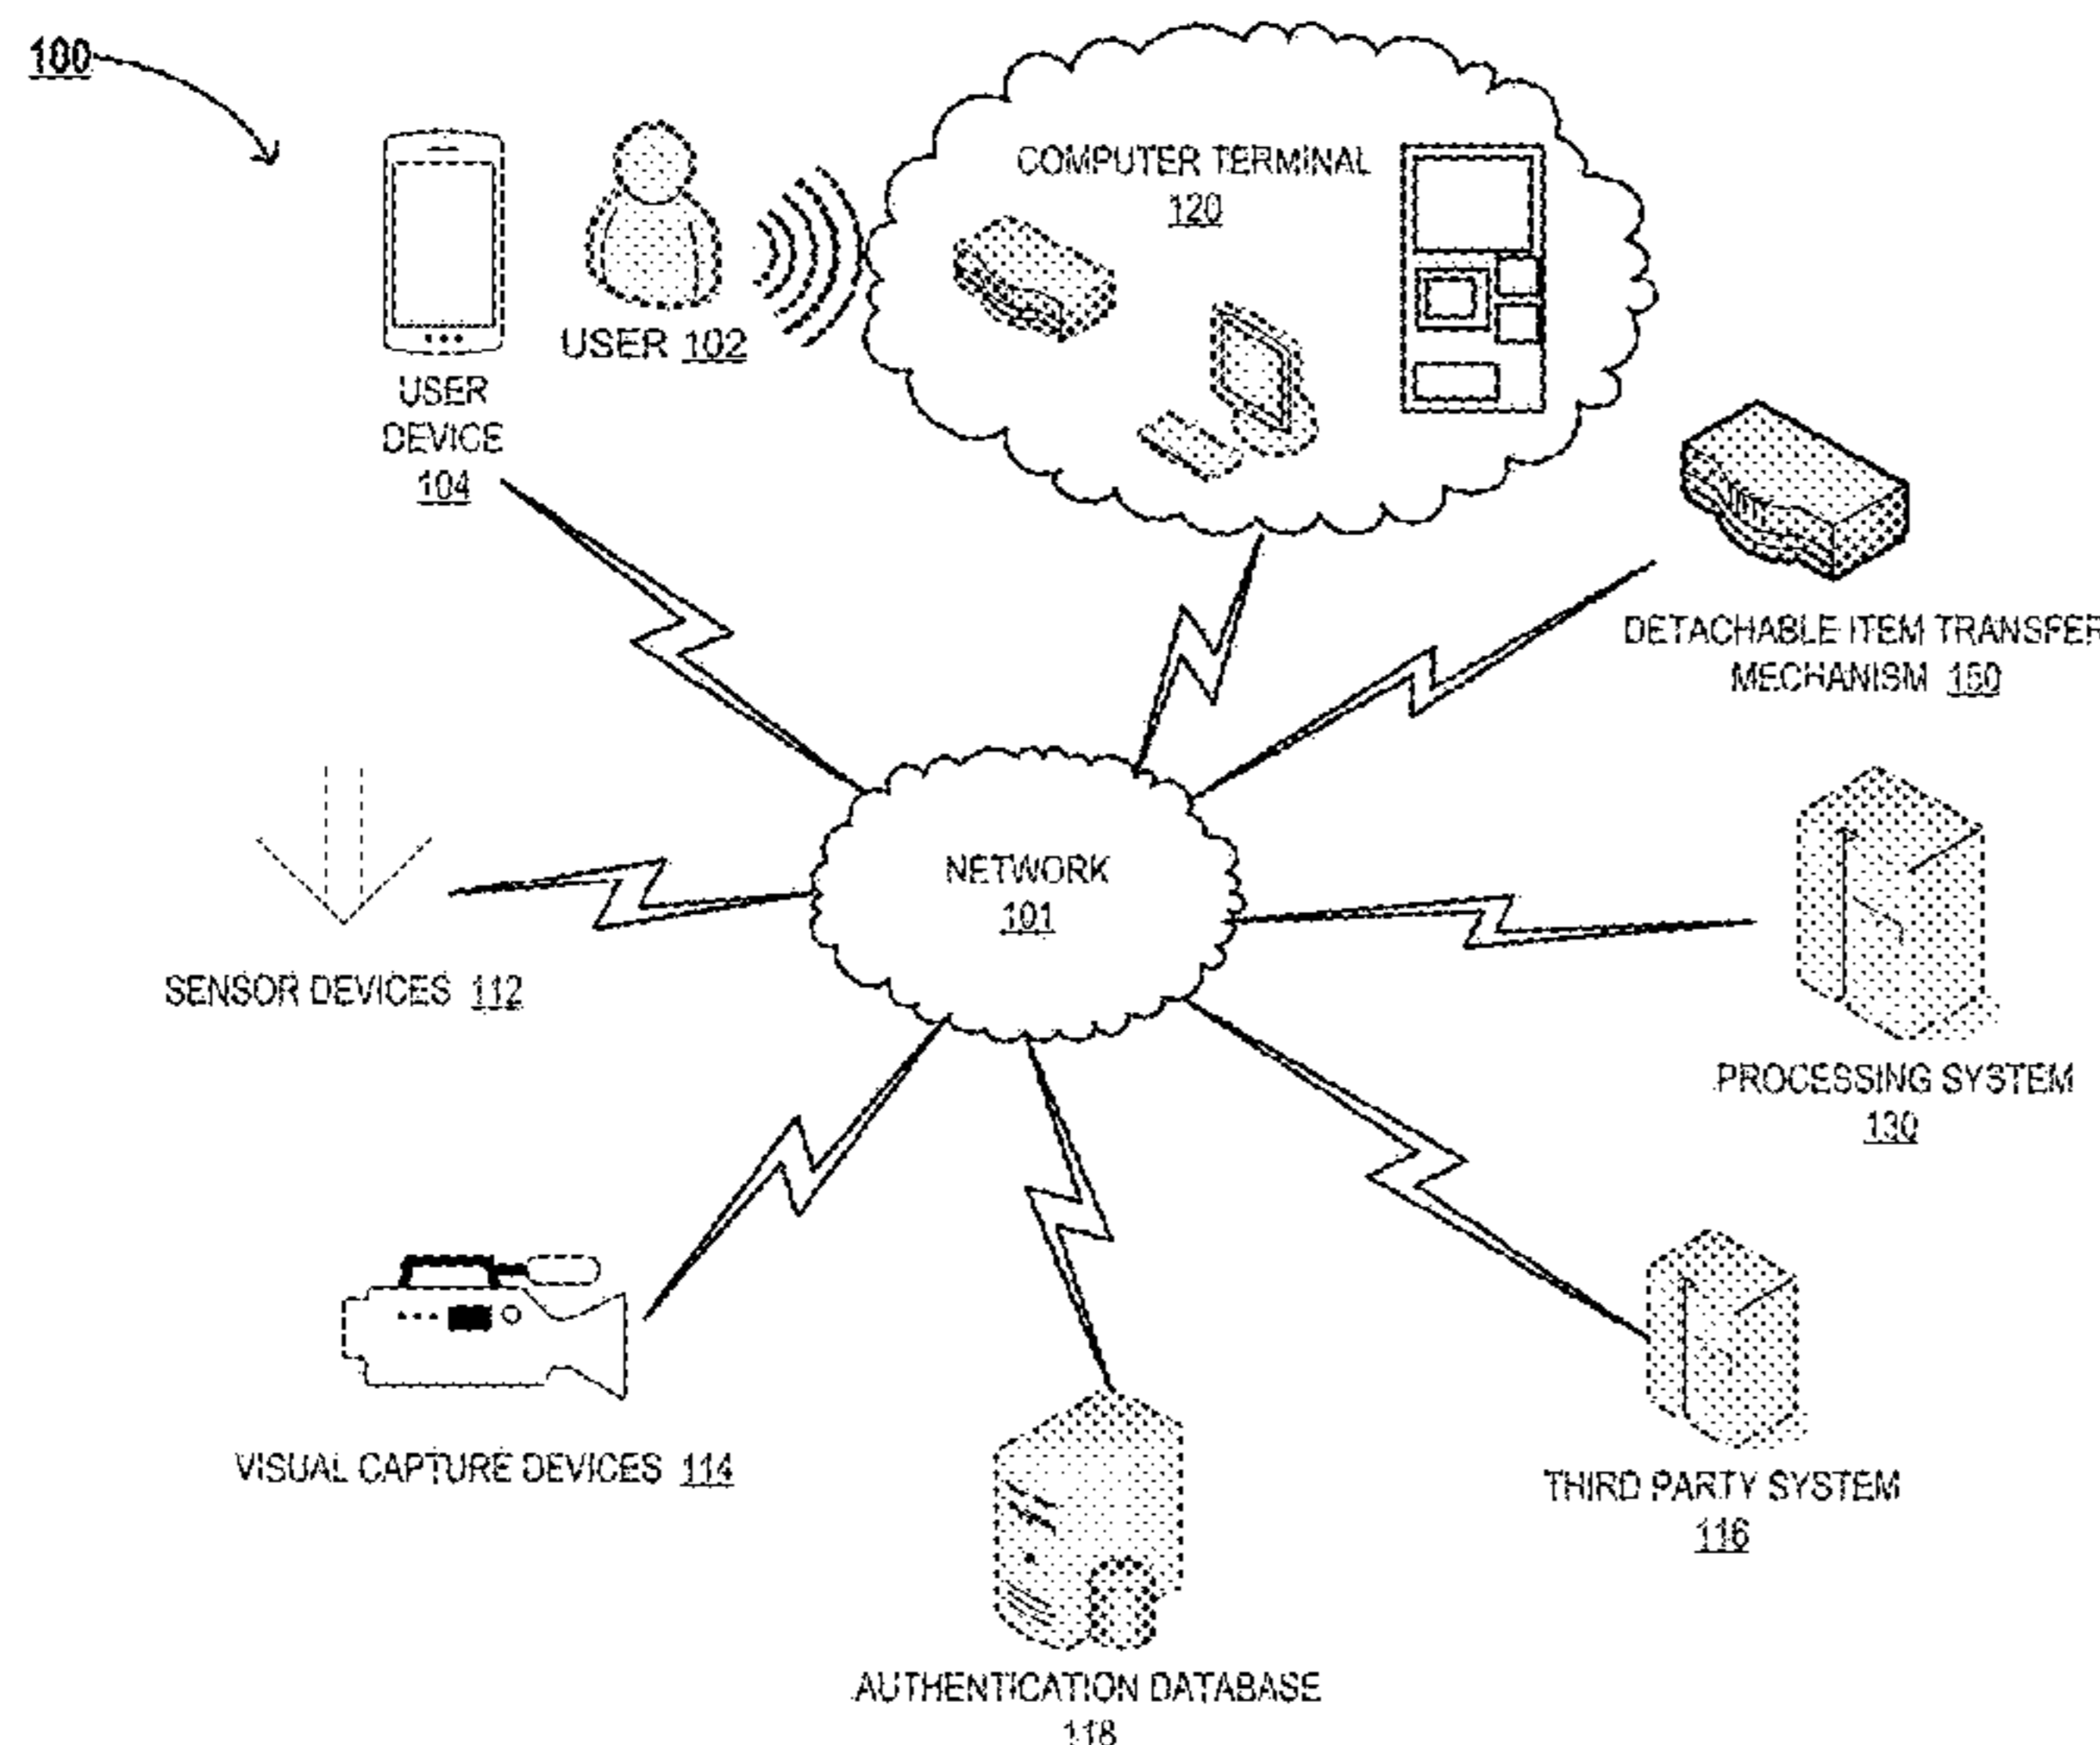 100
COMPUTER TERMINAL
120
USER 102
USER
DEVICE
104
DETACHABLE ITEM TRANSFER
MECHANISM 160
NETWORK
101
SENSOR DEVICES 112
PROCESSING SYSTEM
130
VISUAL CAPTURE DEVICES 114
THIRD PARTY SYSTEM
116
AUTHENTICATION DATABASE
118